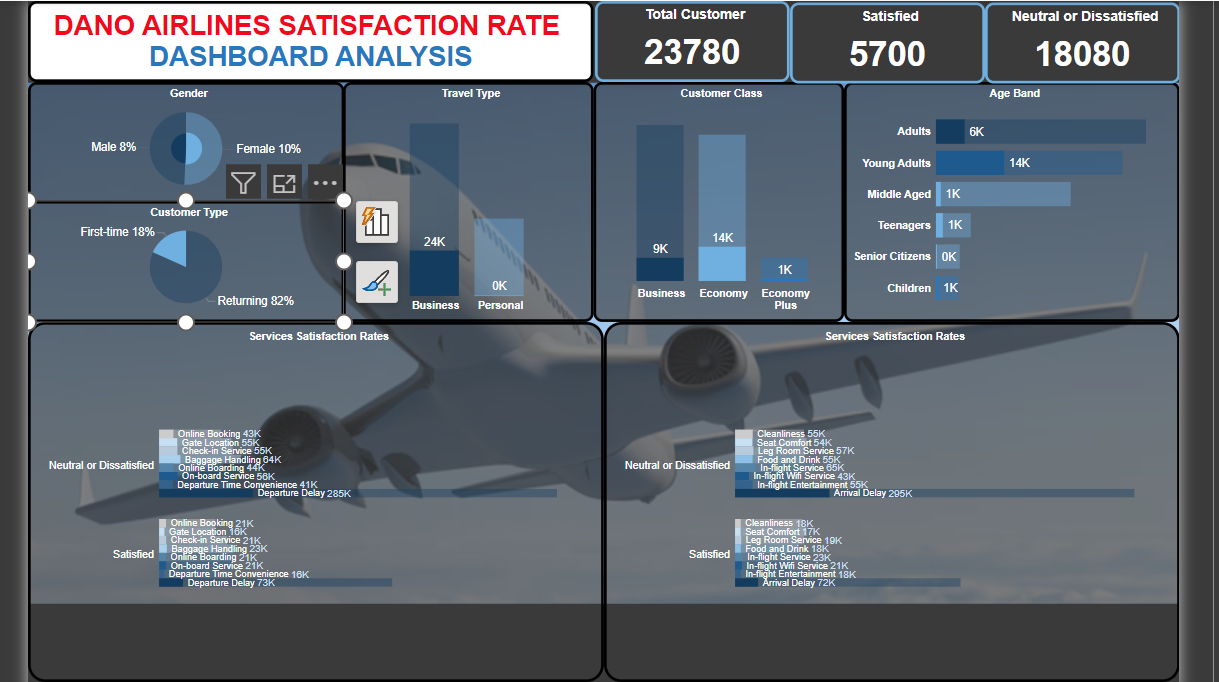 DANO AIRLINES SATISFACTION RATE
DASHBOARD ANALYSIS
Total Customer
23780
Satisfied
5700
Neutral or Dissatisfied
18080
Gender
Male 8%
Female 10%
Customer Type
First-time 18%
Returning 82%
Travel Type
24K
0K
Business
Personal
Customer Class
9K
14K
1K
Business
Economy
Economy
Plus
Age Band
Adults
6K
Young Adults
14K
Middle Aged
1K
Teenagers
1K
Senior Citizens
0K
Children
1K
Services Satisfaction Rates
Neutral or Dissatisfied
Online Booking 43K
Gate Location 55K
Check-in Service 55K
Baggage Handling 64K
Online Boarding 44K
On-board Service 56K
Departure Time Convenience 41K
Departure Delay 285K
Satisfied
Online Booking 21K
Gate Location 16K
Check-in Service 21K
Baggage Handling 23K
Online Boarding 21K
On-board Service 21K
Departure Time Convenience 16K
Departure Delay 73K
Services Satisfaction Rates
Neutral or Dissatisfied
Cleanliness 55K
Seat Comfort 54K
Leg Room Service 57K
Food and Drink 55K
In-flight Service 65K
In-flight Wifi Service 43K
In-flight Entertainment 55K
Arrival Delay 295K
Satisfied
Cleanliness 18K
Seat Comfort 17K
Leg Room Service 19K
Food and Drink 18K
In-flight Service 23K
In-flight Wifi Service 21K
In-flight Entertainment 18K
Arrival Delay 72K